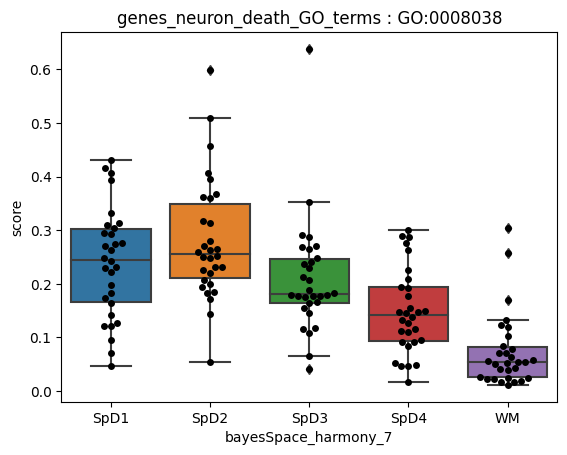 genes_neuron_death_GO_terms : GO:0008038
score
0.6
0.5
0.4
0.3
0.2
0.1
0.0
SpD1 SpD2 SpD3 SpD4 WM
bayesSpace_harmony_7